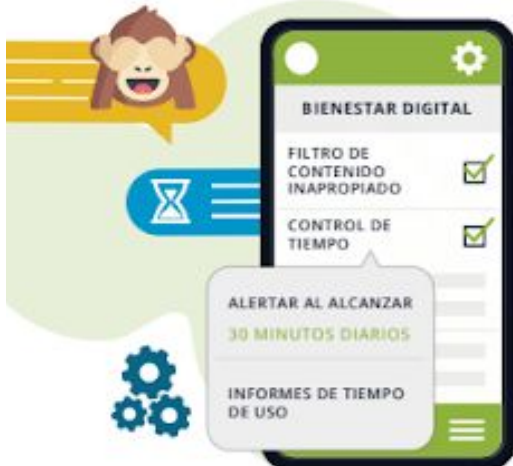 BIENESTAR DIGITAL
FILTRO DE
CONTENIDO
INAPROPIADO
CONTROL DE
TIEMPO
ALERTAR AL ALCANZAR
30 MINUTOS DIARIOS
INFORMES DE TIEMPO
DE USO